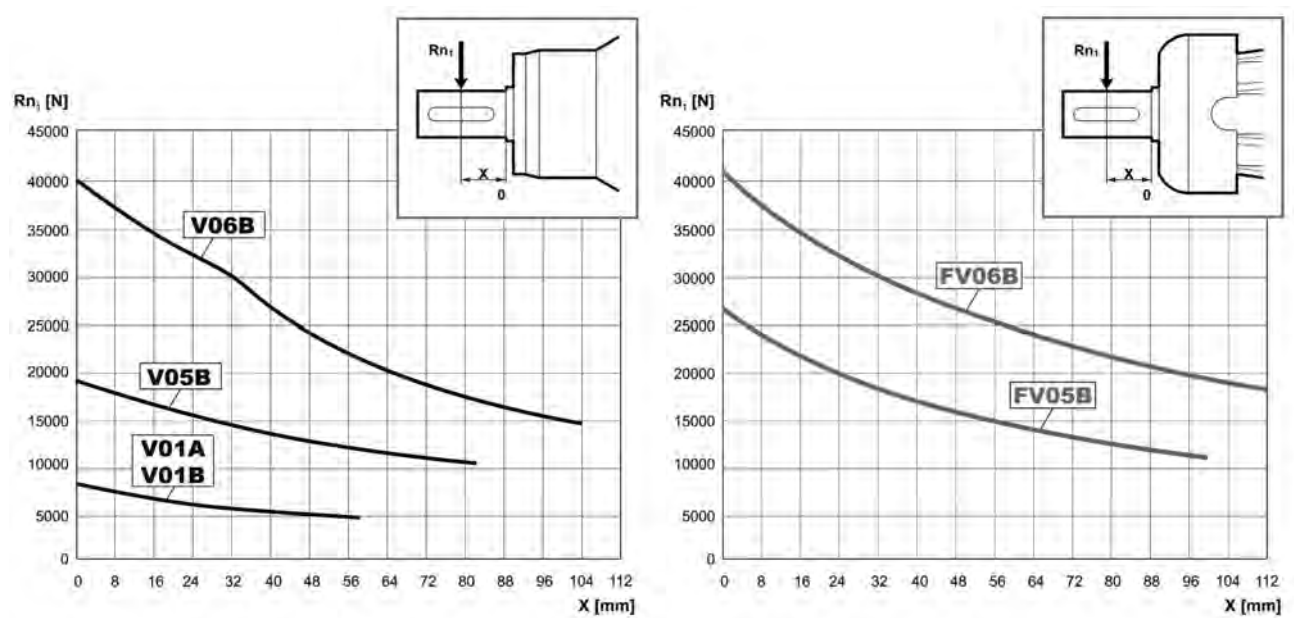 Rn₁
X
0
Rn₁ [N]
45000
40000
35000
30000
25000
20000
15000
10000
5000
0
V06B
V05B
V01A
V01B
0 8 16 24 32 40 48 56 64 72 80 88 96 104 112
X [mm]
Rn₁
X
0
Rn₁ [N]
45000
40000
35000
30000
25000
20000
15000
10000
5000
0
FV06B
FV05B
0 8 16 24 32 40 48 56 64 72 80 88 96 104 112
X [mm]